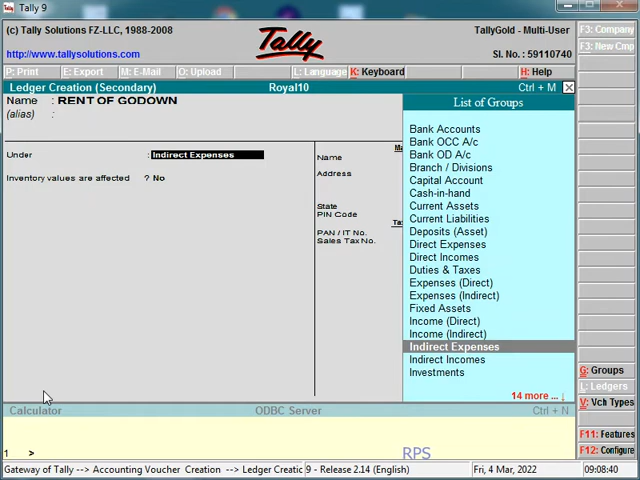 Tally 9
(c) Tally Solutions FZ-LLC, 1988-2008
http://www.tallysolutions.com
Tally
TallyGold - Multi-User
Sl. No. : 59110740
F3: Company
F3: New Cmp
P: Print E: Export M: E-Mail O: Upload L: Language K: Keyboard H: Help
Ledger Creation (Secondary) Royal10 Ctrl + M
Name : RENT OF GODOWN
(alias) :
Under : Indirect Expenses
Inventory values are affected ? No
Name
Address
State
PIN Code
PAN / IT No.
Sales Tax No.
List of Groups
Bank Accounts
Bank OCC A/c
Bank OD A/c
Branch / Divisions
Capital Account
Cash-in-hand
Current Assets
Current Liabilities
Deposits (Asset)
Direct Expenses
Direct Incomes
Duties & Taxes
Expenses (Direct)
Expenses (Indirect)
Fixed Assets
Income (Direct)
Income (Indirect)
Indirect Expenses
Indirect Incomes
Investments
14 more ... ↓
G: Groups
L: Ledgers
V: Vch Types
F11: Features
F12: Configure
Calculator ODBC Server Ctrl + N
1 >
RPS
Gateway of Tally --> Accounting Voucher Creation --> Ledger Creatic 9 - Release 2.14 (English) Fri, 4 Mar, 2022 09:08:40